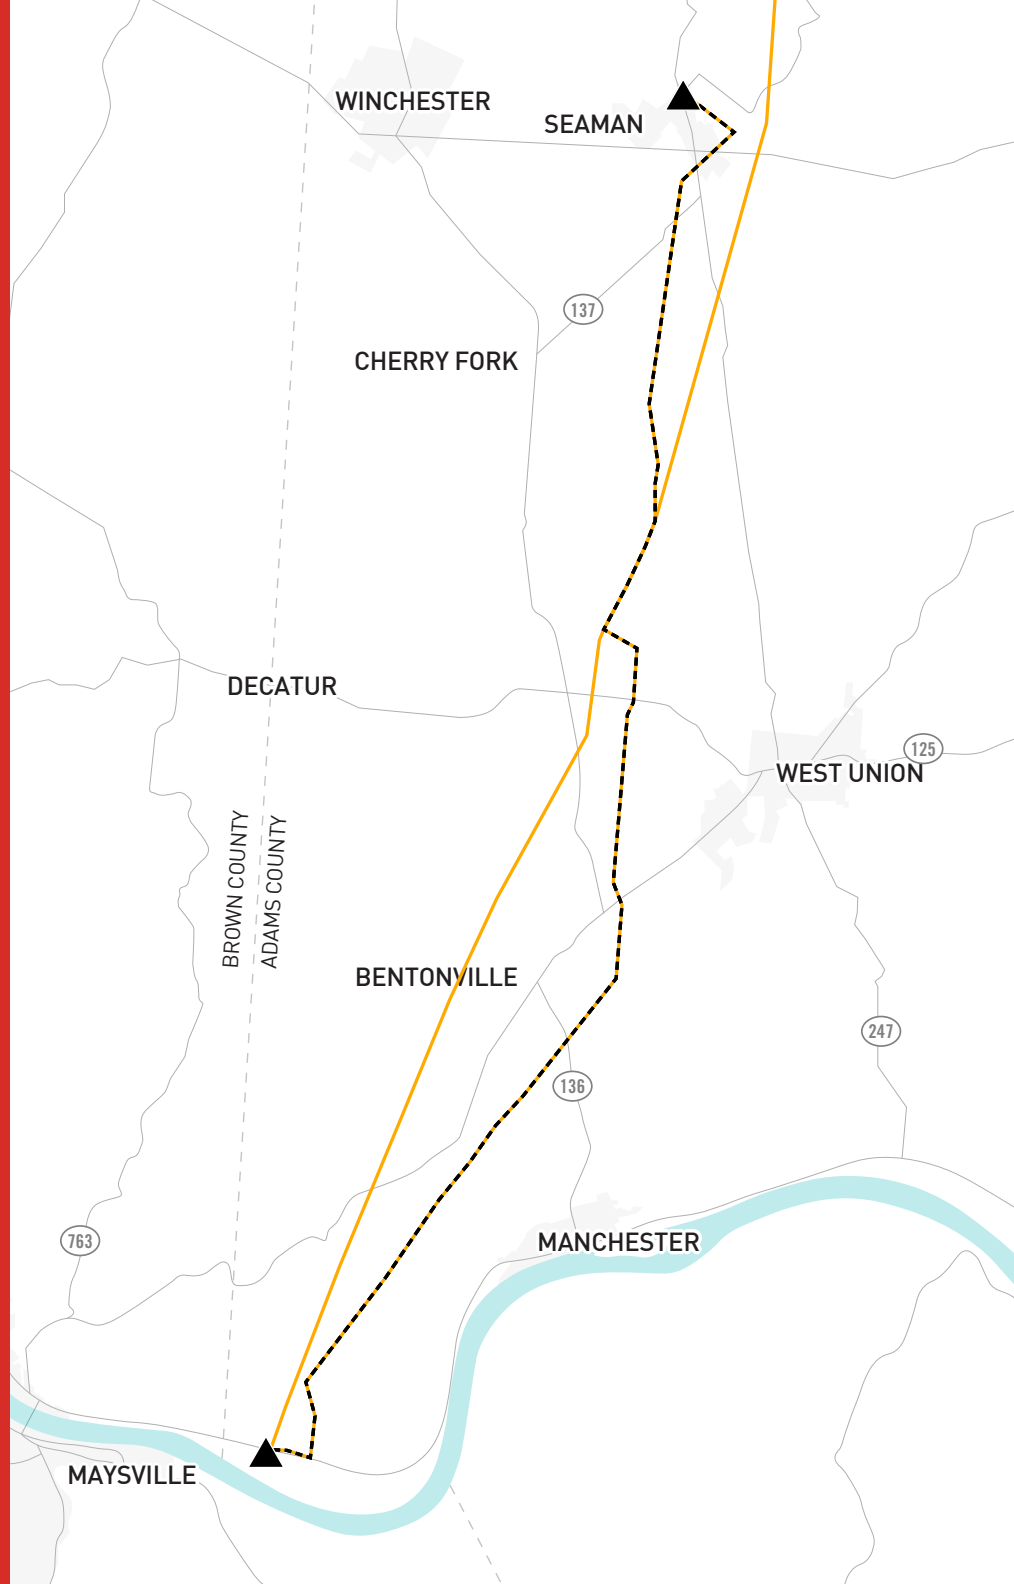 WINCHESTER
SEAMAN
137
CHERRY FORK
DECATUR
125
WEST UNION
BROWN COUNTY
ADAMS COUNTY
BENTONVILLE
247
136
763
MANCHESTER
MAYSVILLE